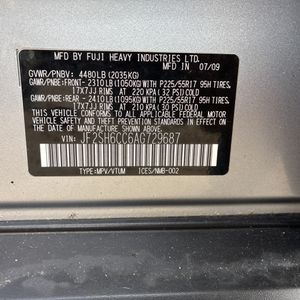 MFD BY FUJI HEAVY INDUSTRIES LTD. 07/09
GVWR/PNBV: 4480LB (2035KG)
GAWR/PNBE: FRONT- 2310LB(1050KG) WITH P225/55R17 95H TIRES,
17X7JJ RIMS AT 220 KPA( 32 PSI) COLD
GAWR/PNBE: REAR - 2410LB(1095KG) WITH P225/55R17 95H TIRES,
17X7JJ RIMS AT 210 KPA( 30 PSI) COLD
THIS VEHICLE CONFORMS TO ALL APPLICABLE FEDERAL MOTOR
VEHICLE SAFETY STANDARDS IN EFFECT ON THE DATE OF
MANUFACTURE SHOWN ABOVE.
VIN: JF2SH6CC6AG729687
TYPE:MPV/VTUM ICES/NMB-002